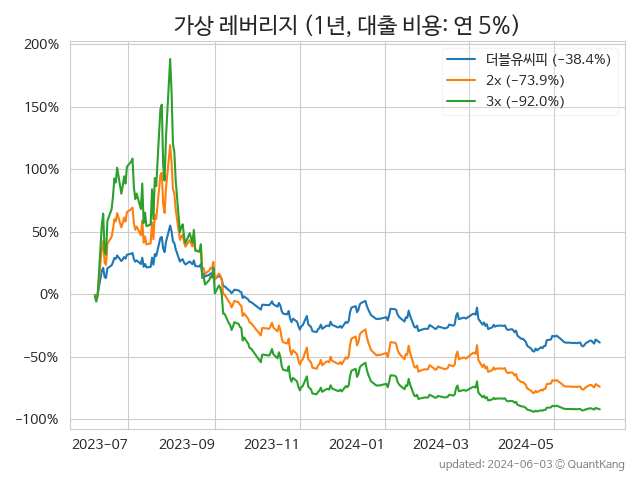 가상 레버리지 (1년, 대출 비용: 연 5%)
200%
150%
100%
50%
0%
−50%
−100%
더블유씨피 (−38.4%)
2x (−73.9%)
3x (−92.0%)
2023-07 2023-09 2023-11 2024-01 2024-03 2024-05
updated: 2024-06-03 © QuantKang